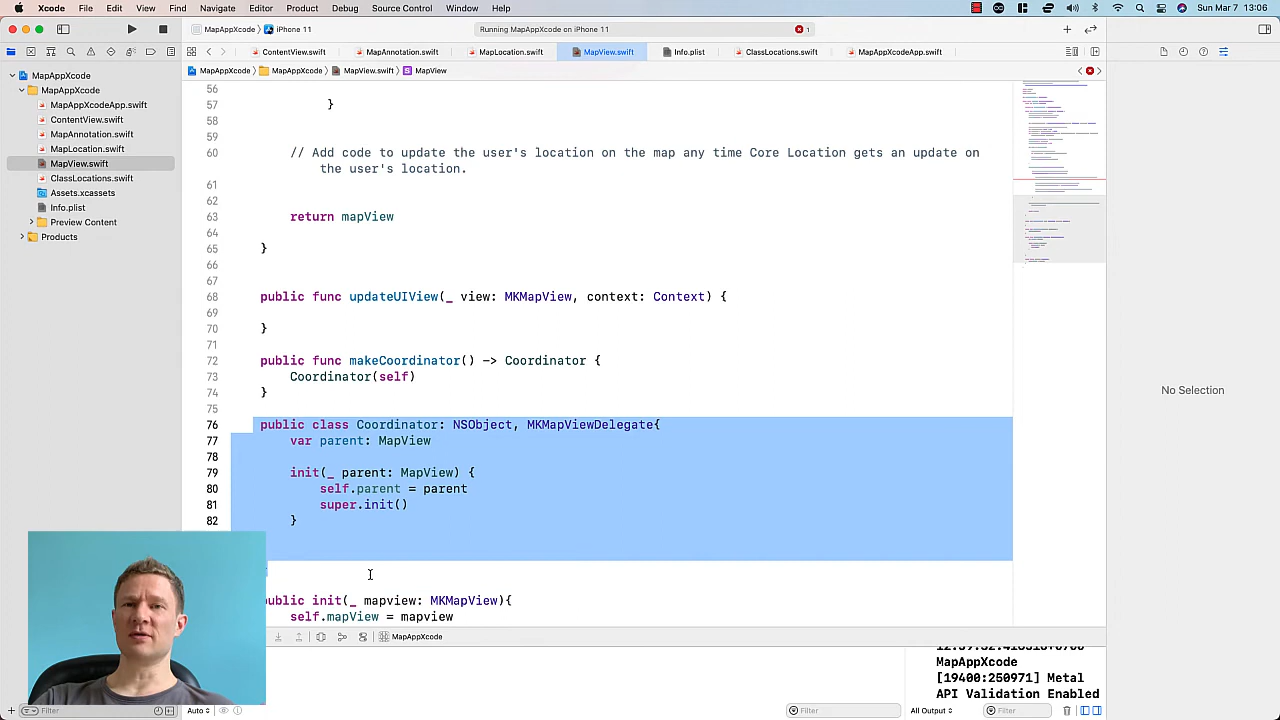 Xcode File Edit View Find Navigate Editor Product Debug Source Control Window Help Sun Mar 7 13:06
MapAppXcode iPhone 11 Running MapAppXcode on iPhone 11 1
ContentView.swift MapAnnotation.swift MapLocation.swift MapView.swift Info.plist ClassLocations.swift MapAppXcodeApp.swift
MapAppXcode MapAppXcode MapView.swift MapView
MapAppXcode
MapAppXcode
MapAppXcodeApp.swift
ContentView.swift
MapAnnotation.swift
MapLocation.swift
MapView.swift
ClassLocations.swift
Assets.xcassets
Info.plist
Preview Content
Products
56
57 }
58
59
60 // Add use to the user's location on the map any time CoreLocation gets an update on
user's location.
61
62
63 return mapView
64
65 }
66
67
68 public func updateUIView(_ view: MKMapView, context: Context) {
69
70 }
71
72 public func makeCoordinator() -> Coordinator {
73 Coordinator(self)
74 }
75
76 public class Coordinator: NSObject, MKMapViewDelegate{
77 var parent: MapView
78
79 init(_ parent: MapView) {
80 self.parent = parent
81 super.init()
82 }
public init(_ mapview: MKMapView){
self.mapView = mapview
No Selection
MapAppXcode
MapAppXcode
[19400:250971] Metal
API Validation Enabled
Filter Auto Filter All Output Filter